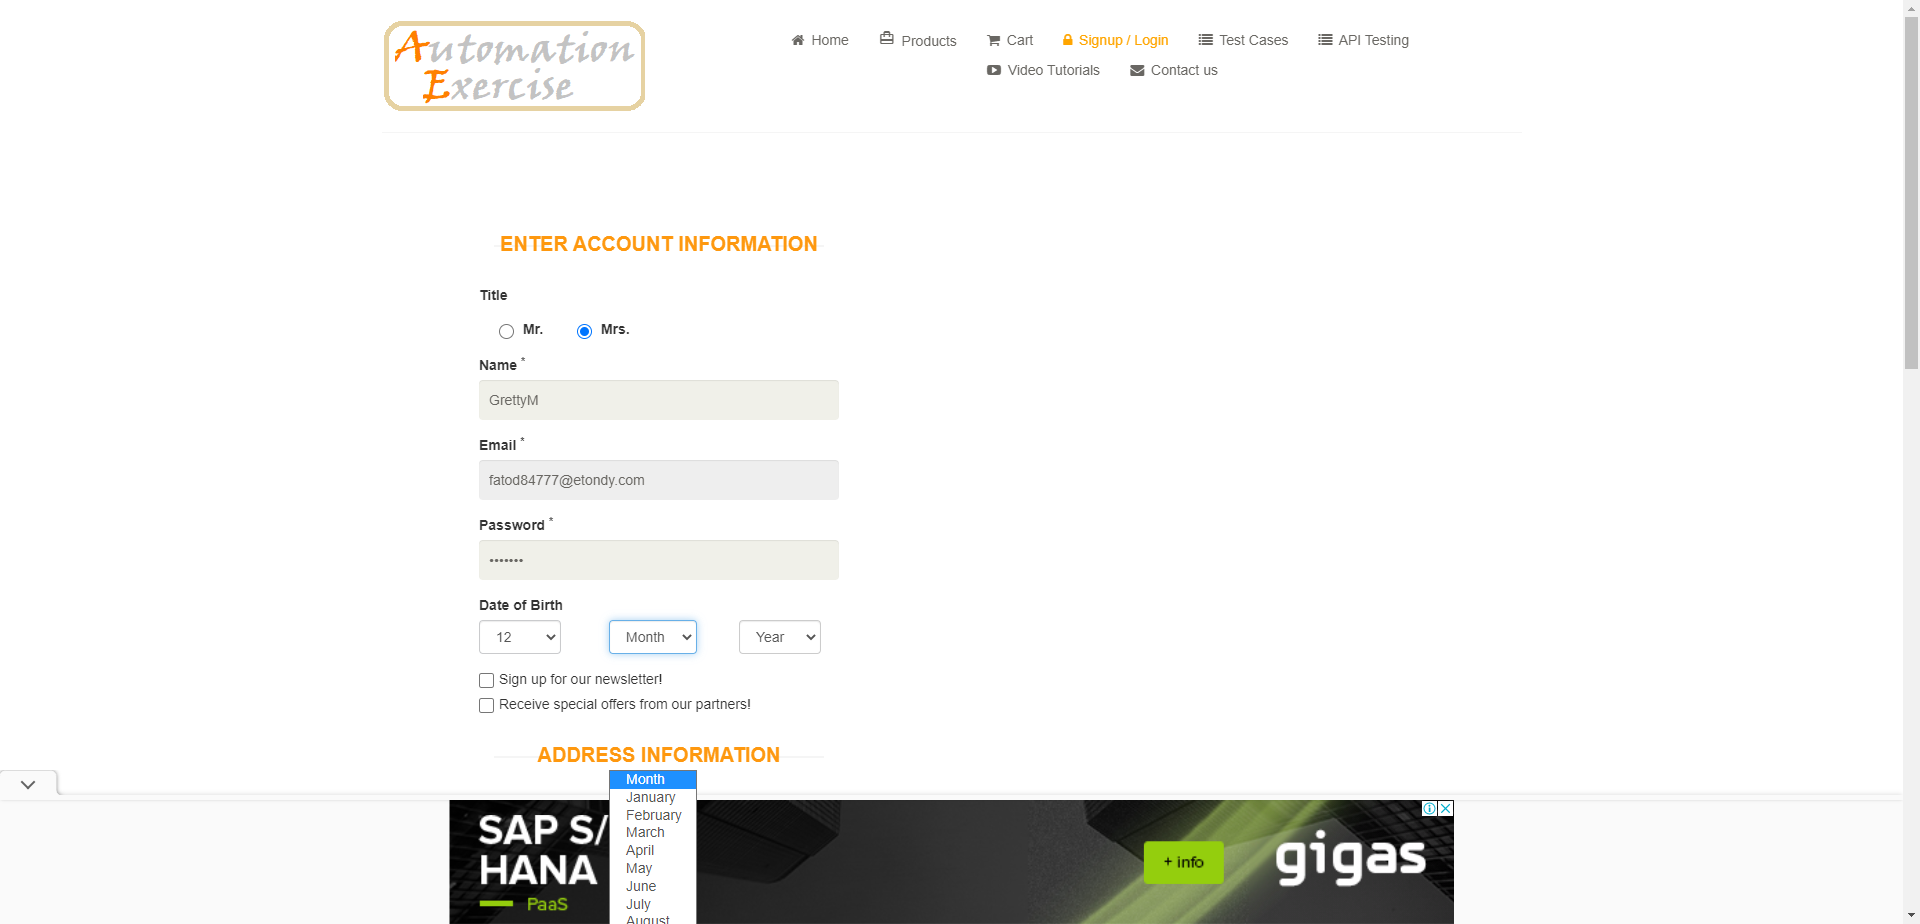 Automation
Exercise
Home
Products
Cart
Signup / Login
Test Cases
API Testing
Video Tutorials
Contact us
ENTER ACCOUNT INFORMATION
Title
Mr.
Mrs.
Name *
GrettyM
Email *
fatod84777@etondy.com
Password *
•••••••
Date of Birth
12
Month
Year
Sign up for our newsletter!
Receive special offers from our partners!
ADDRESS INFORMATION
Month
January
February
March
April
May
June
July
August
SAP S/
HANA
PaaS
+ info
gigas